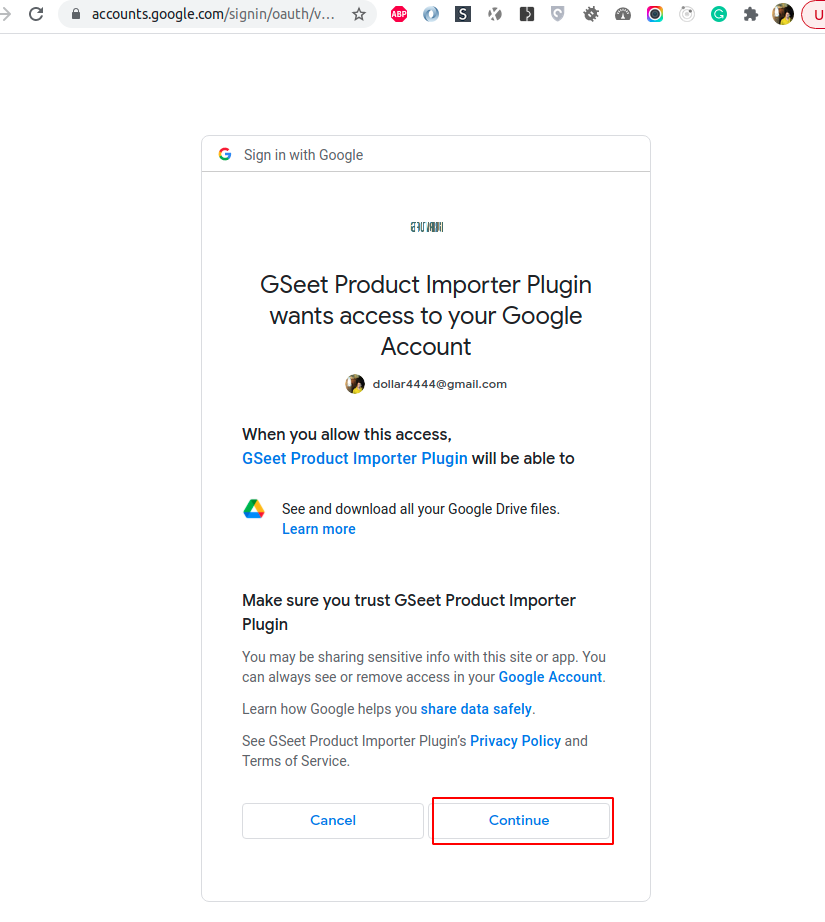 accounts.google.com/signin/oauth/v...
ABP
S
G
U
Sign in with Google
GSeet Product Importer Plugin
wants access to your Google
Account
dollar4444@gmail.com
When you allow this access,
GSeet Product Importer Plugin will be able to
See and download all your Google Drive files.
Learn more
Make sure you trust GSeet Product Importer
Plugin
You may be sharing sensitive info with this site or app. You
can always see or remove access in your Google Account.
Learn how Google helps you share data safely.
See GSeet Product Importer Plugin's Privacy Policy and
Terms of Service.
Cancel
Continue